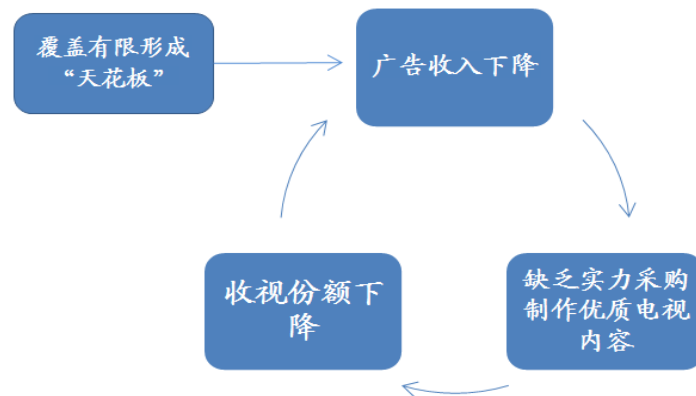 覆盖有限形成
“天花板”
广告收入下降
收视份额下
降
缺乏实力采购
制作优质电视
内容